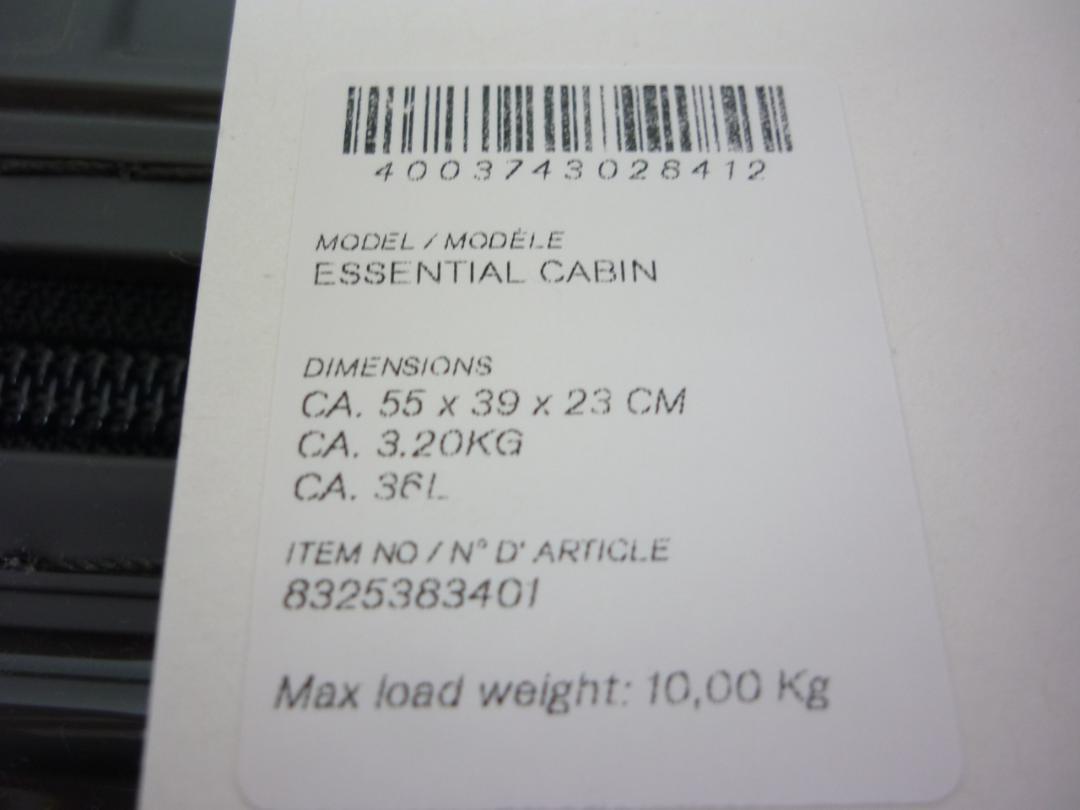 4003743028412
MODEL / MODÈLE
ESSENTIAL CABIN
DIMENSIONS
CA. 55 x 39 x 23 CM
CA. 3.20KG
CA. 36L
ITEM NO / N° D' ARTICLE
8325383401
Max load weight: 10,00 Kg